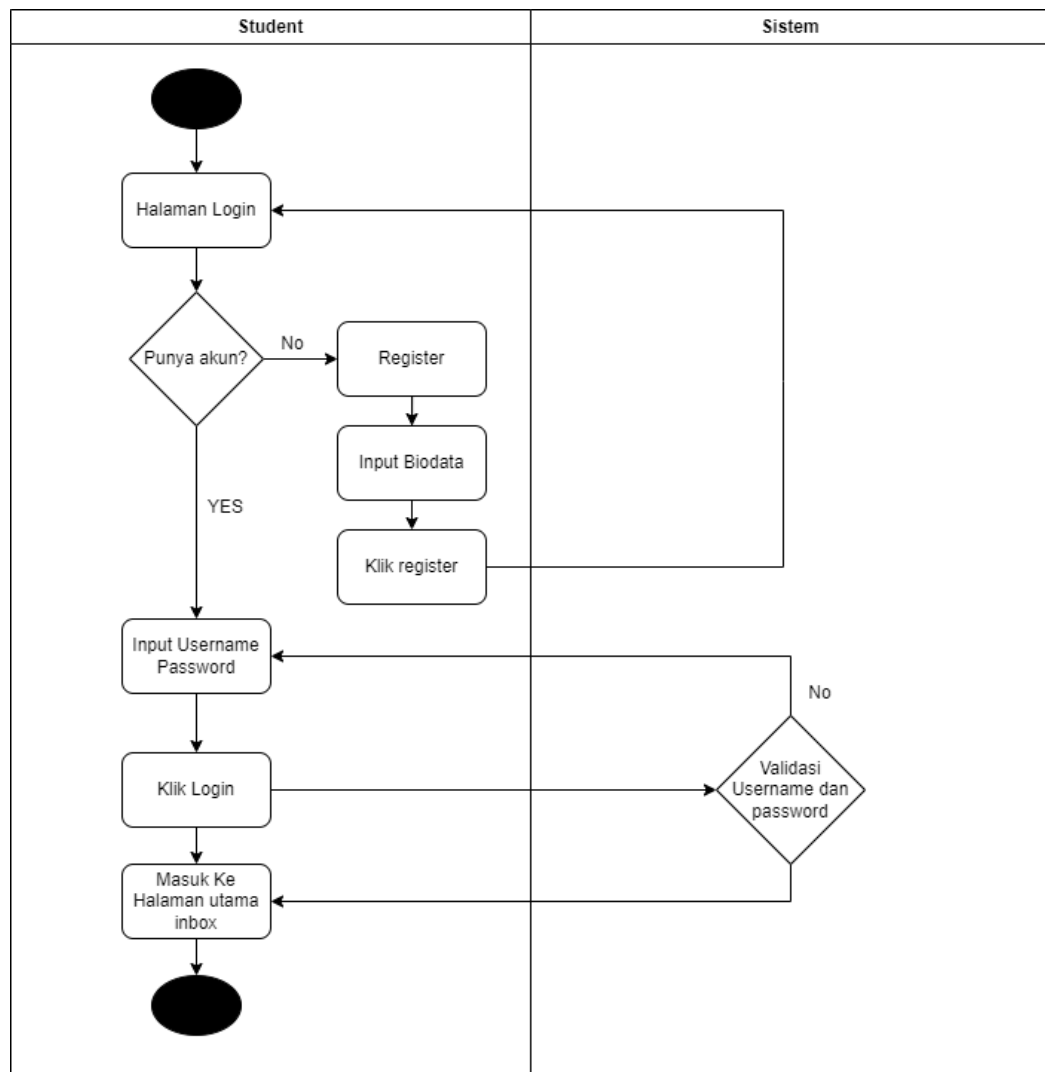 Student
Sistem
Halaman Login
Punya akun?
No
Register
Input Biodata
YES
Klik register
Input Username
Password
No
Klik Login
Validasi
Username dan
password
Masuk Ke
Halaman utama
inbox